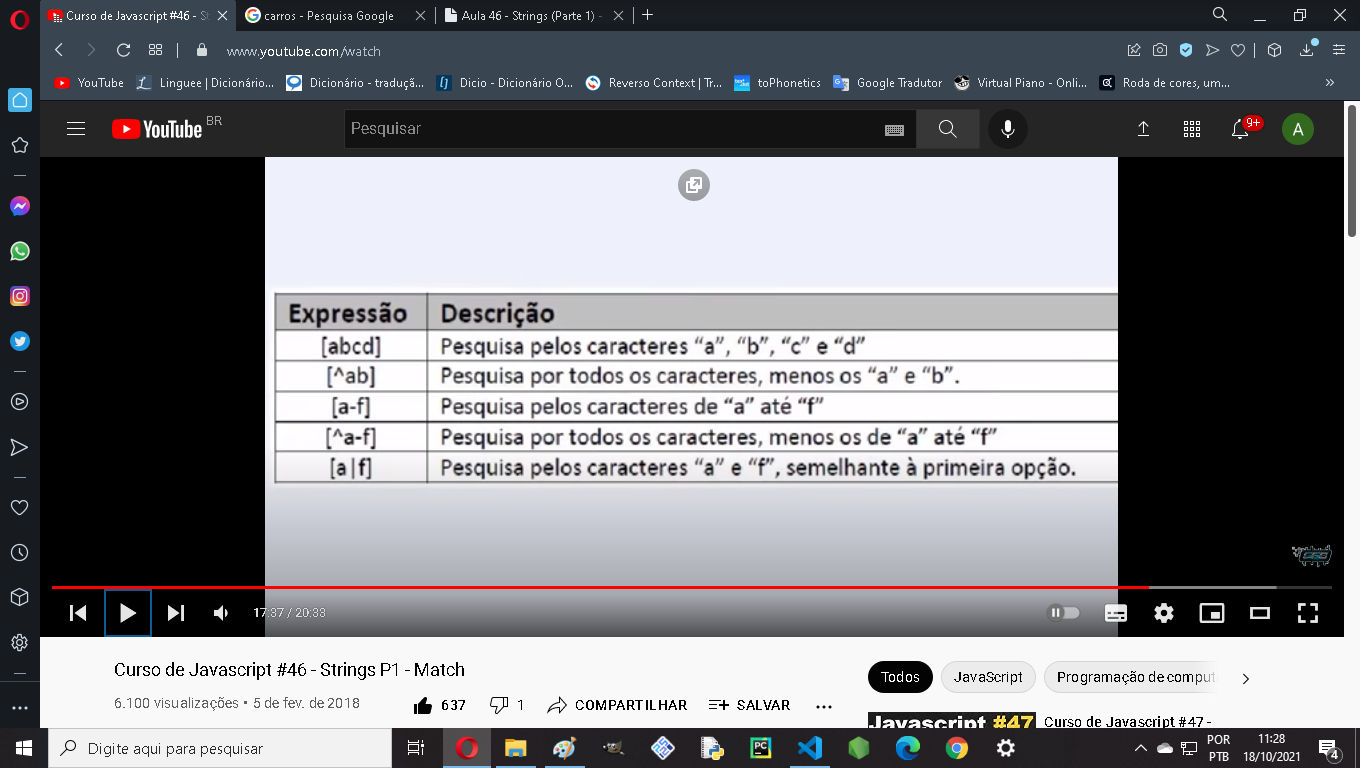 Curso de Javascript #46 - St
carros - Pesquisa Google
Aula 46 - Strings (Parte 1) -
www.youtube.com/watch
YouTube
Linguee | Dicionário...
Dicionário - traduçã...
Dicio - Dicionário O...
Reverso Context | Tr...
toPhonetics
Google Tradutor
Virtual Piano - Onli...
Roda de cores, um...
YouTube BR
Pesquisar
9+
A
Expressão Descrição
[abcd] Pesquisa pelos caracteres “a”, “b”, “c” e “d”
[^ab] Pesquisa por todos os caracteres, menos os “a” e “b”.
[a-f] Pesquisa pelos caracteres de “a” até “f”
[^a-f] Pesquisa por todos os caracteres, menos os de “a” até “f”
[a|f] Pesquisa pelos caracteres “a” e “f”, semelhante à primeira opção.
17:37 / 20:33
Curso de Javascript #46 - Strings P1 - Match
6.100 visualizações • 5 de fev. de 2018
637
1
COMPARTILHAR
SALVAR
Todos
JavaScript
Programação de comput
Javascript #47
Curso de Javascript #47 -
Digite aqui para pesquisar
POR
PTB
11:28
18/10/2021
4